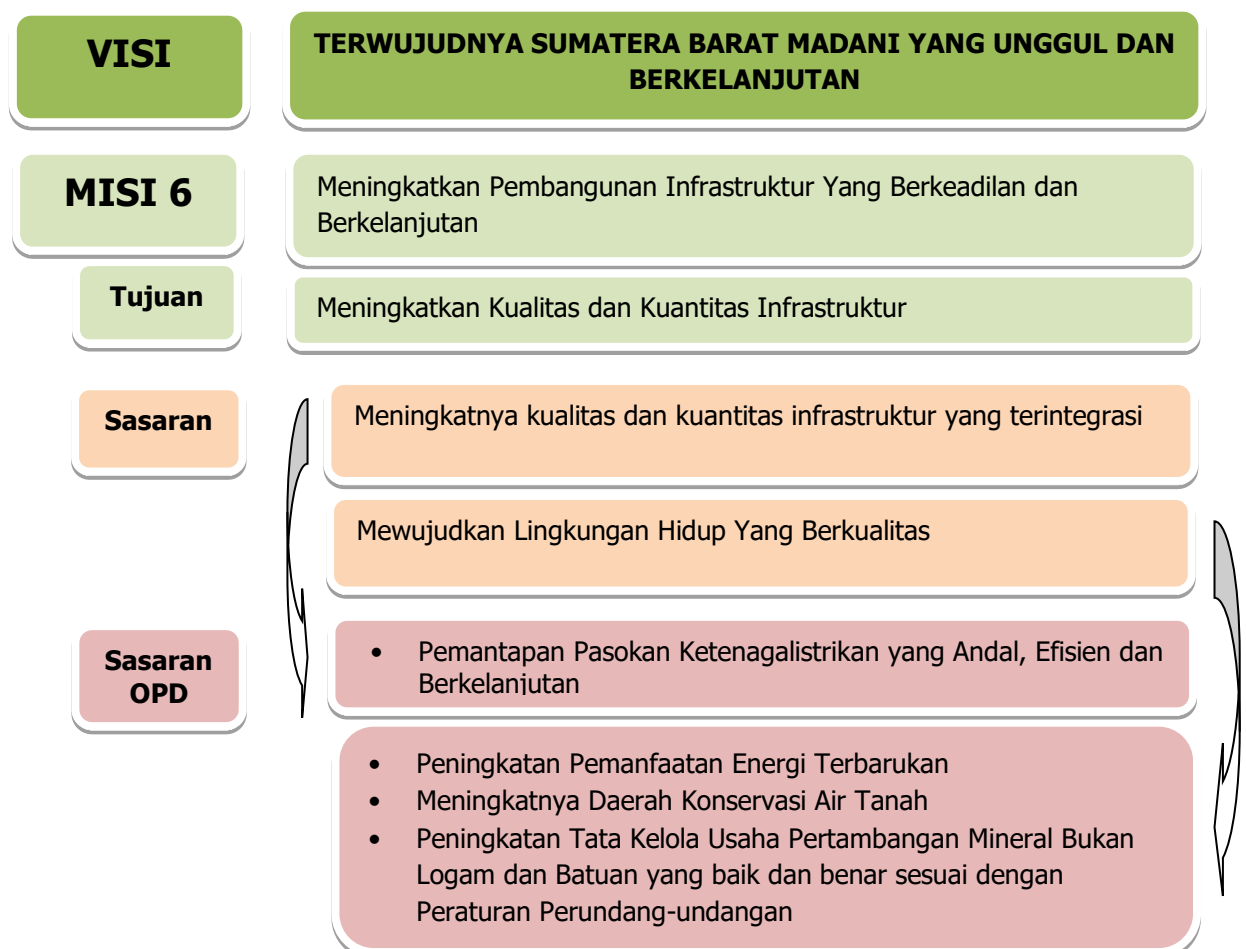 VISI
TERWUJUDNYA SUMATERA BARAT MADANI YANG UNGGUL DAN
BERKELANJUTAN
MISI 6
Meningkatkan Pembangunan Infrastruktur Yang Berkeadilan dan
Berkelanjutan
Tujuan
Meningkatkan Kualitas dan Kuantitas Infrastruktur
Sasaran
Meningkatnya kualitas dan kuantitas infrastruktur yang terintegrasi
Mewujudkan Lingkungan Hidup Yang Berkualitas
Sasaran
OPD
• Pemantapan Pasokan Ketenagalistrikan yang Andal, Efisien dan
Berkelanjutan
• Peningkatan Pemanfaatan Energi Terbarukan
• Meningkatnya Daerah Konservasi Air Tanah
• Peningkatan Tata Kelola Usaha Pertambangan Mineral Bukan
Logam dan Batuan yang baik dan benar sesuai dengan
Peraturan Perundang-undangan